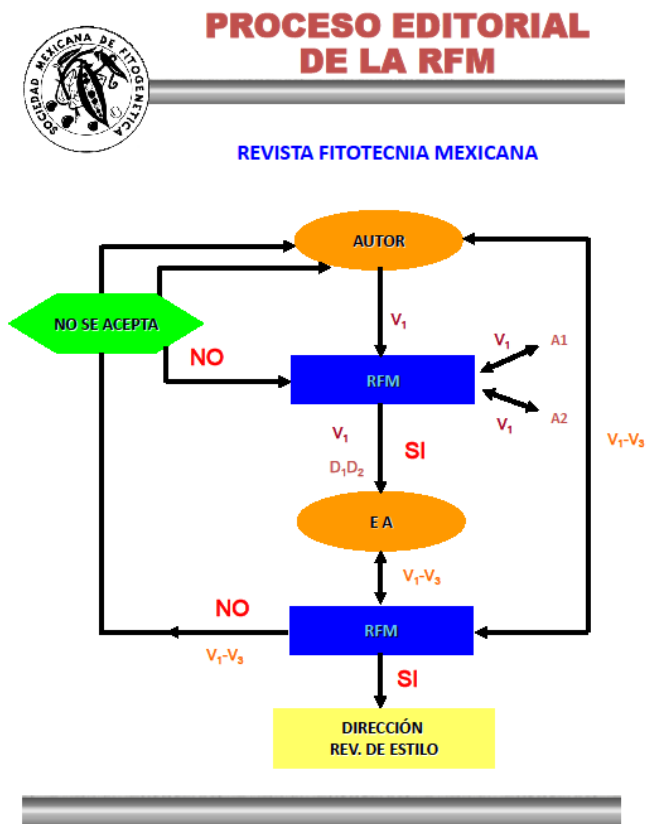 PROCESO EDITORIAL
DE LA RFM
SOCIEDAD MEXICANA DE FITOGENETICA
REVISTA FITOTECNIA MEXICANA
AUTOR
NO SE ACEPTA
V₁
NO
V₁
A1
RFM
V₁
A2
V₁
SI
V₁-V₃
D₁D₂
E A
V₁-V₃
NO
RFM
V₁-V₃
SI
DIRECCIÓN
REV. DE ESTILO